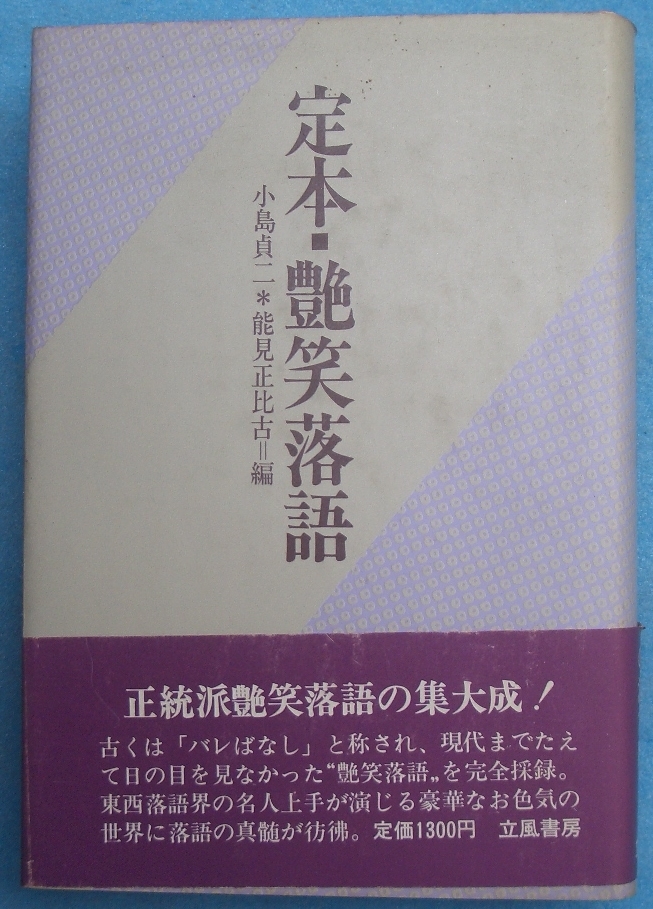 定本・艶笑落語
小島貞二＊能見正比古＝編
正統派艶笑落語の集大成！
古くは「バレばなし」と称され、現代までたえ
て日の目を見なかった“艶笑落語„を完全採録。
東西落語界の名人上手が演じる豪華なお色気の
世界に落語の真髄が彷彿。定価1300円　立風書房